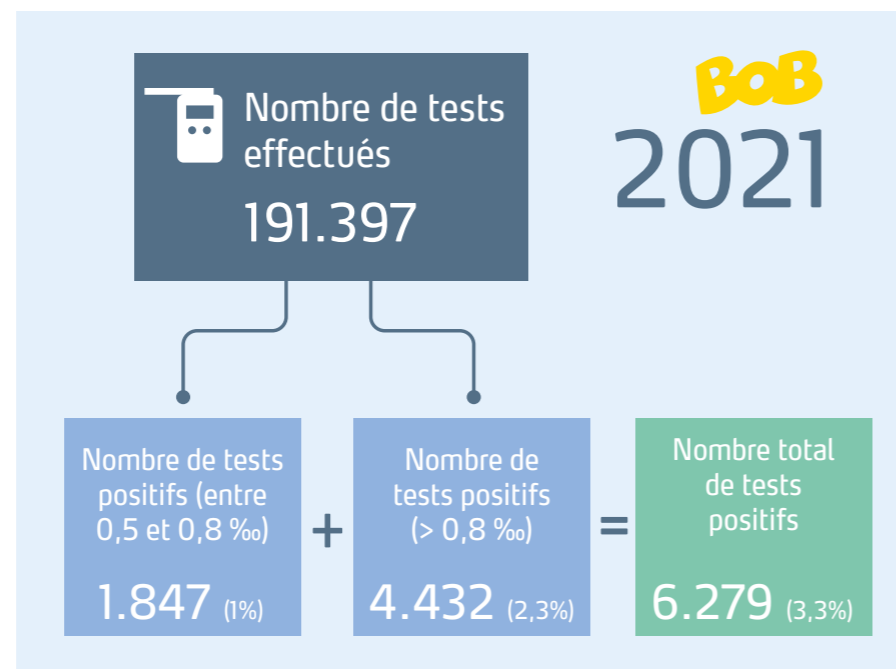 BOB
2021
Nombre de tests
effectués
191.397
Nombre de tests
positifs (entre
0,5 et 0,8 ‰)
1.847 (1%)
+
Nombre de
tests positifs
(> 0,8 ‰)
4.432 (2,3%)
=
Nombre total
de tests
positifs
6.279 (3,3%)